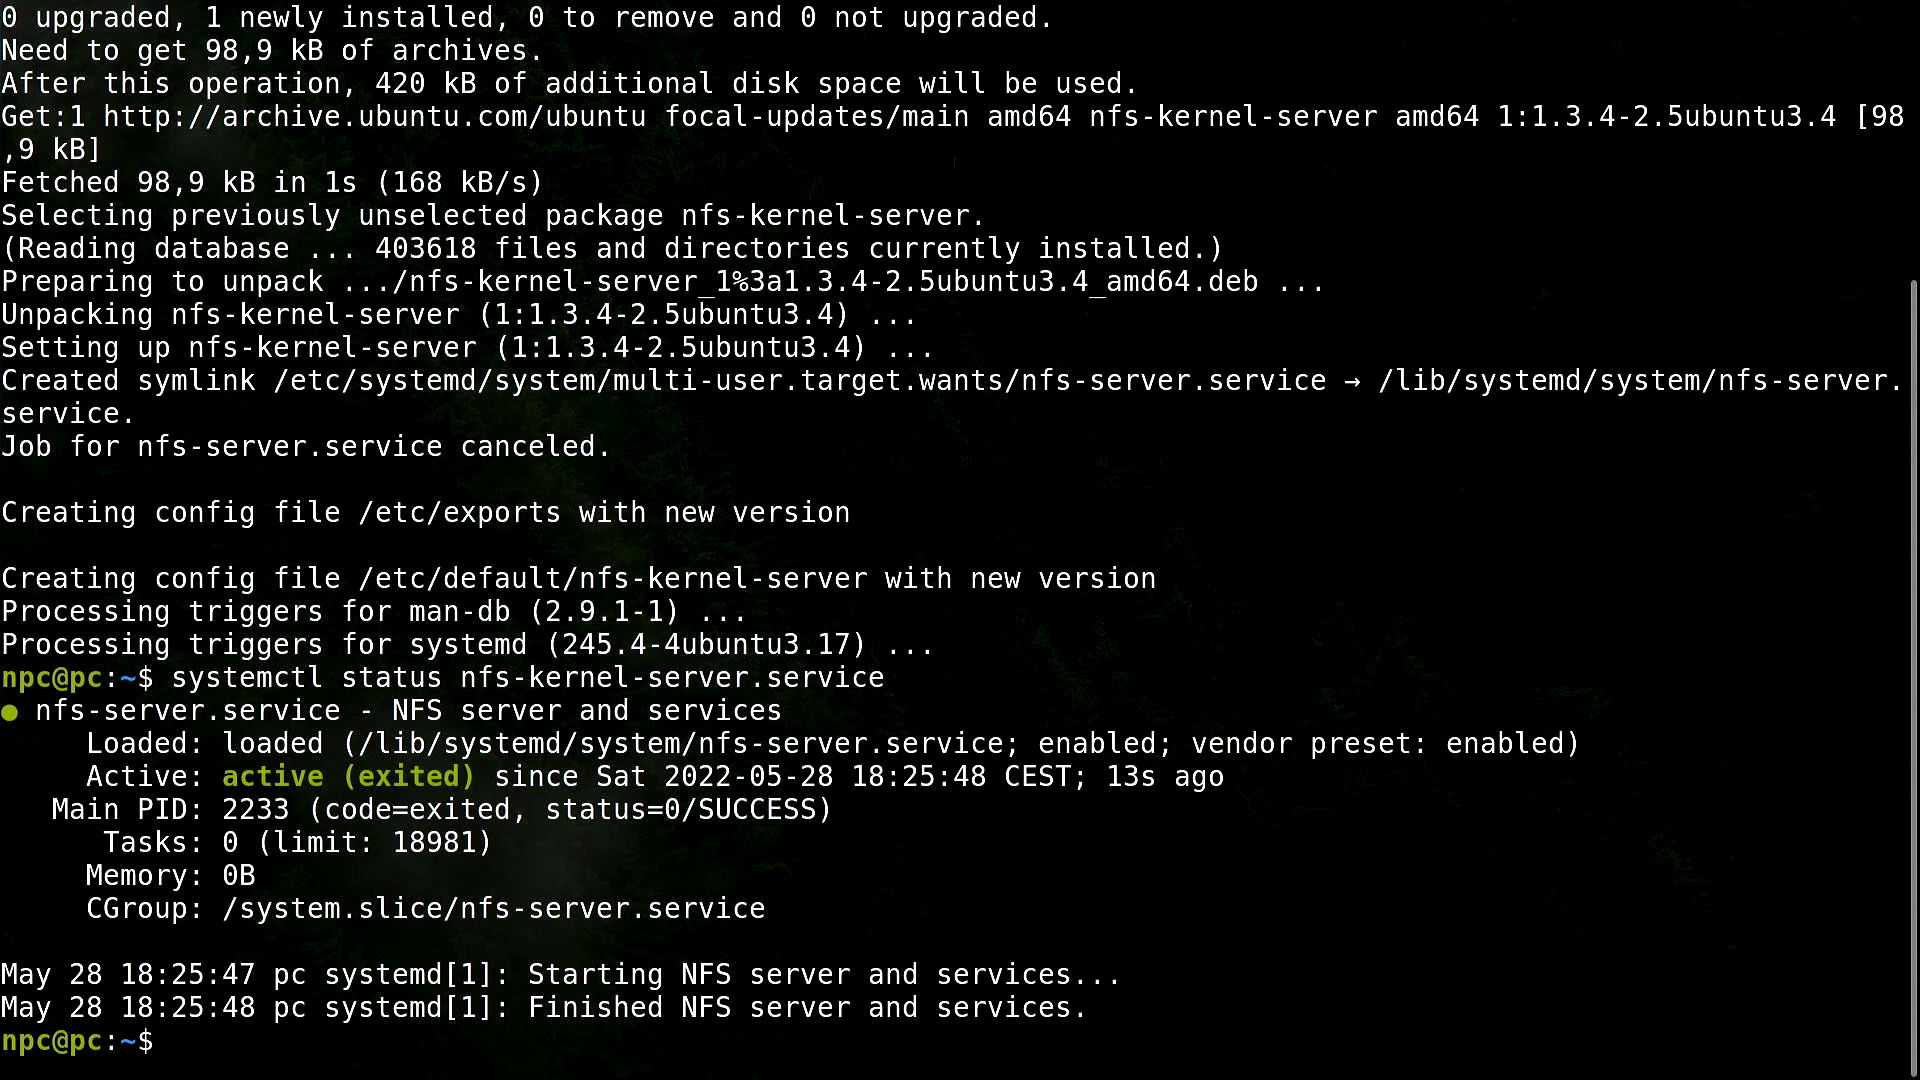 0 upgraded, 1 newly installed, 0 to remove and 0 not upgraded.
Need to get 98,9 kB of archives.
After this operation, 420 kB of additional disk space will be used.
Get:1 http://archive.ubuntu.com/ubuntu focal-updates/main amd64 nfs-kernel-server amd64 1:1.3.4-2.5ubuntu3.4 [98
,9 kB]
Fetched 98,9 kB in 1s (168 kB/s)
Selecting previously unselected package nfs-kernel-server.
(Reading database ... 403618 files and directories currently installed.)
Preparing to unpack .../nfs-kernel-server_1%3a1.3.4-2.5ubuntu3.4_amd64.deb ...
Unpacking nfs-kernel-server (1:1.3.4-2.5ubuntu3.4) ...
Setting up nfs-kernel-server (1:1.3.4-2.5ubuntu3.4) ...
Created symlink /etc/systemd/system/multi-user.target.wants/nfs-server.service → /lib/systemd/system/nfs-server.
service.
Job for nfs-server.service canceled.

Creating config file /etc/exports with new version

Creating config file /etc/default/nfs-kernel-server with new version
Processing triggers for man-db (2.9.1-1) ...
Processing triggers for systemd (245.4-4ubuntu3.17) ...
npc@pc:~$ systemctl status nfs-kernel-server.service
● nfs-server.service - NFS server and services
     Loaded: loaded (/lib/systemd/system/nfs-server.service; enabled; vendor preset: enabled)
     Active: active (exited) since Sat 2022-05-28 18:25:48 CEST; 13s ago
   Main PID: 2233 (code=exited, status=0/SUCCESS)
      Tasks: 0 (limit: 18981)
     Memory: 0B
     CGroup: /system.slice/nfs-server.service

May 28 18:25:47 pc systemd[1]: Starting NFS server and services...
May 28 18:25:48 pc systemd[1]: Finished NFS server and services.
npc@pc:~$